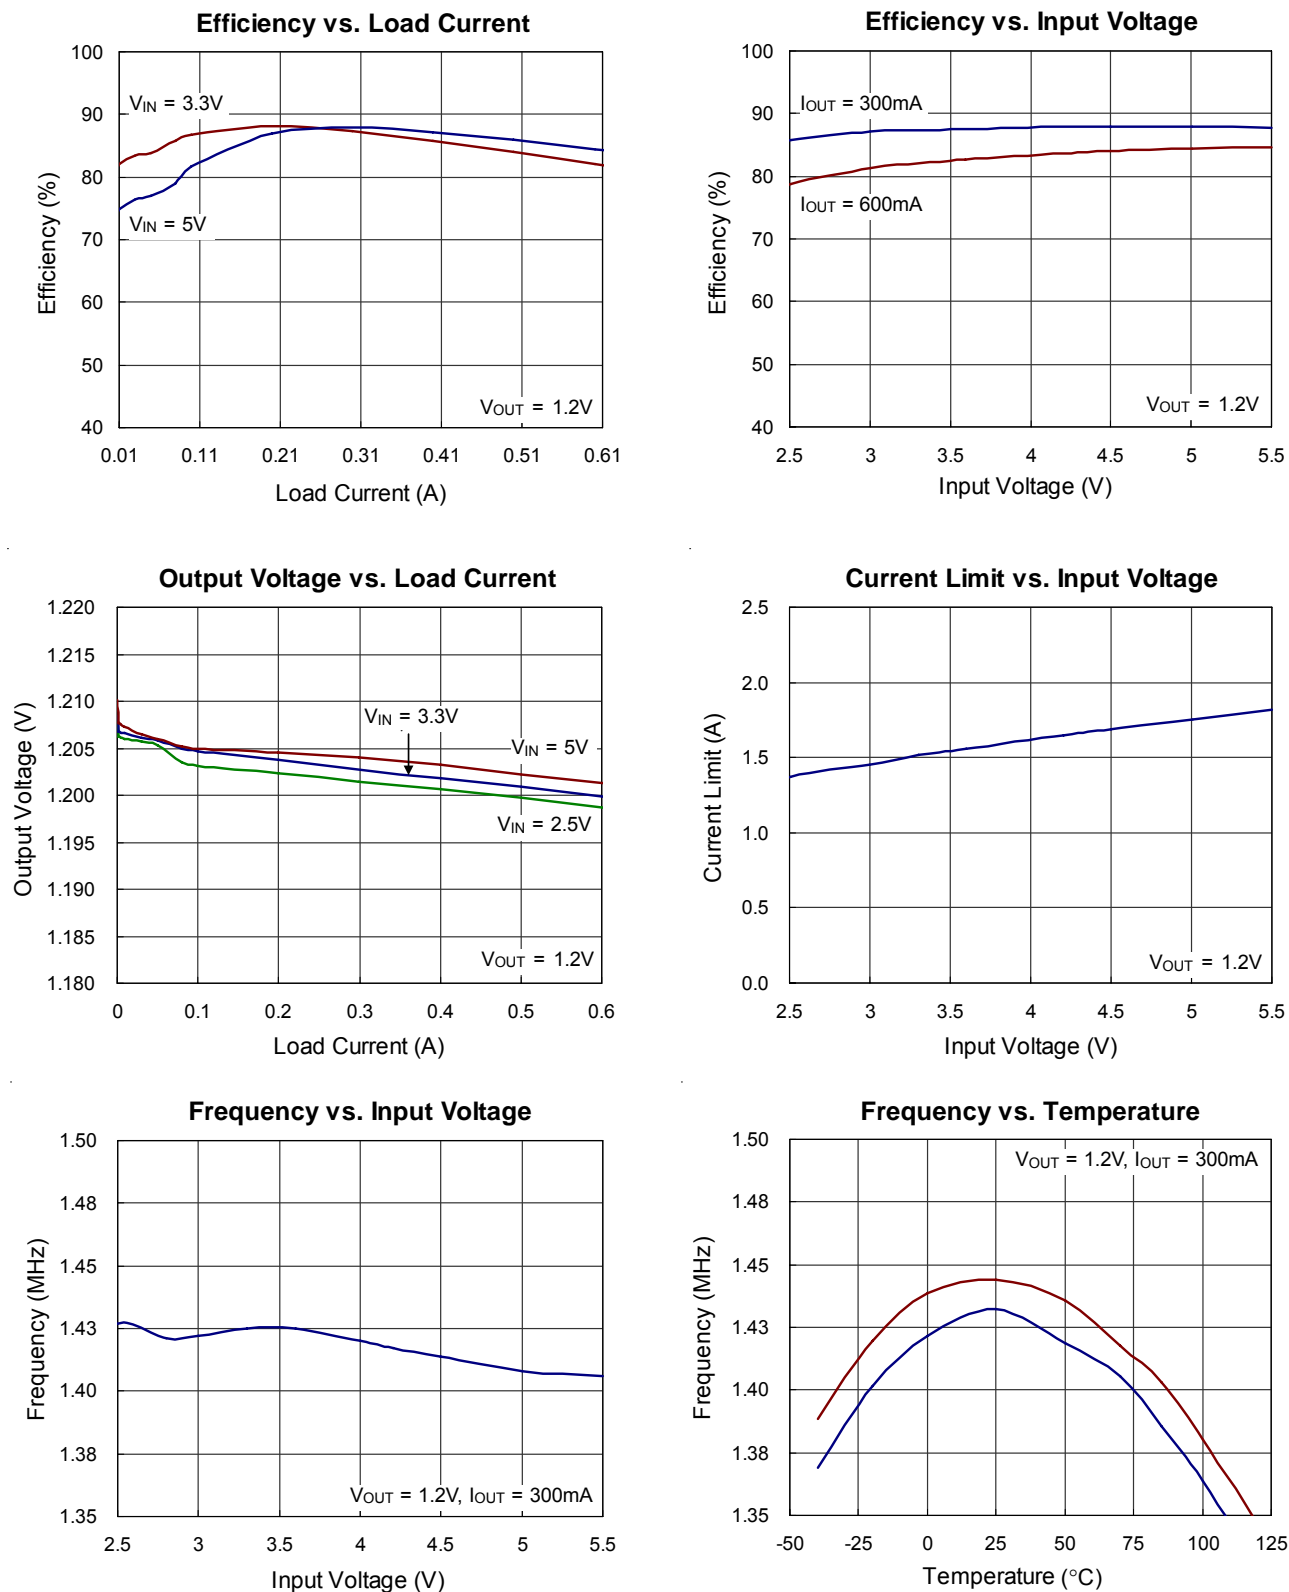 Efficiency vs. Load Current
100
90
80
70
60
50
40
Efficiency (%)
VIN = 3.3V
VIN = 5V
VOUT = 1.2V
0.01 0.11 0.21 0.31 0.41 0.51 0.61
Load Current (A)
Efficiency vs. Input Voltage
100
90
80
70
60
50
40
Efficiency (%)
IOUT = 300mA
IOUT = 600mA
VOUT = 1.2V
2.5 3 3.5 4 4.5 5 5.5
Input Voltage (V)
Output Voltage vs. Load Current
1.220
1.215
1.210
1.205
1.200
1.195
1.190
1.185
1.180
Output Voltage (V)
VIN = 3.3V
VIN = 5V
VIN = 2.5V
VOUT = 1.2V
0 0.1 0.2 0.3 0.4 0.5 0.6
Load Current (A)
Current Limit vs. Input Voltage
2.5
2.0
1.5
1.0
0.5
0.0
Current Limit (A)
VOUT = 1.2V
2.5 3 3.5 4 4.5 5 5.5
Input Voltage (V)
Frequency vs. Input Voltage
1.50
1.48
1.45
1.43
1.40
1.38
1.35
Frequency (MHz)
VOUT = 1.2V, IOUT = 300mA
2.5 3 3.5 4 4.5 5 5.5
Input Voltage (V)
Frequency vs. Temperature
1.50
1.48
1.45
1.43
1.40
1.38
1.35
Frequency (MHz)
VOUT = 1.2V, IOUT = 300mA
-50 -25 0 25 50 75 100 125
Temperature (°C)